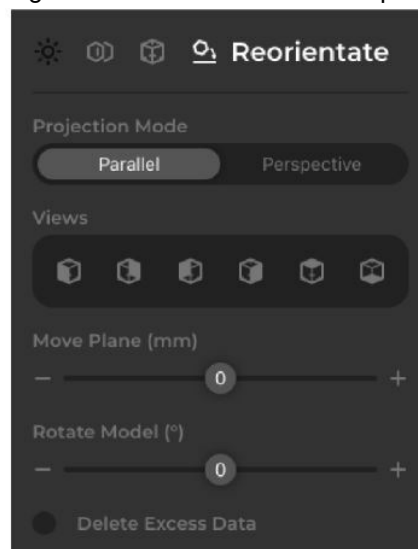 Reorientate
Projection Mode
Parallel Perspective
Views
Move Plane (mm)
− 0 +
Rotate Model (°)
− 0 +
Delete Excess Data